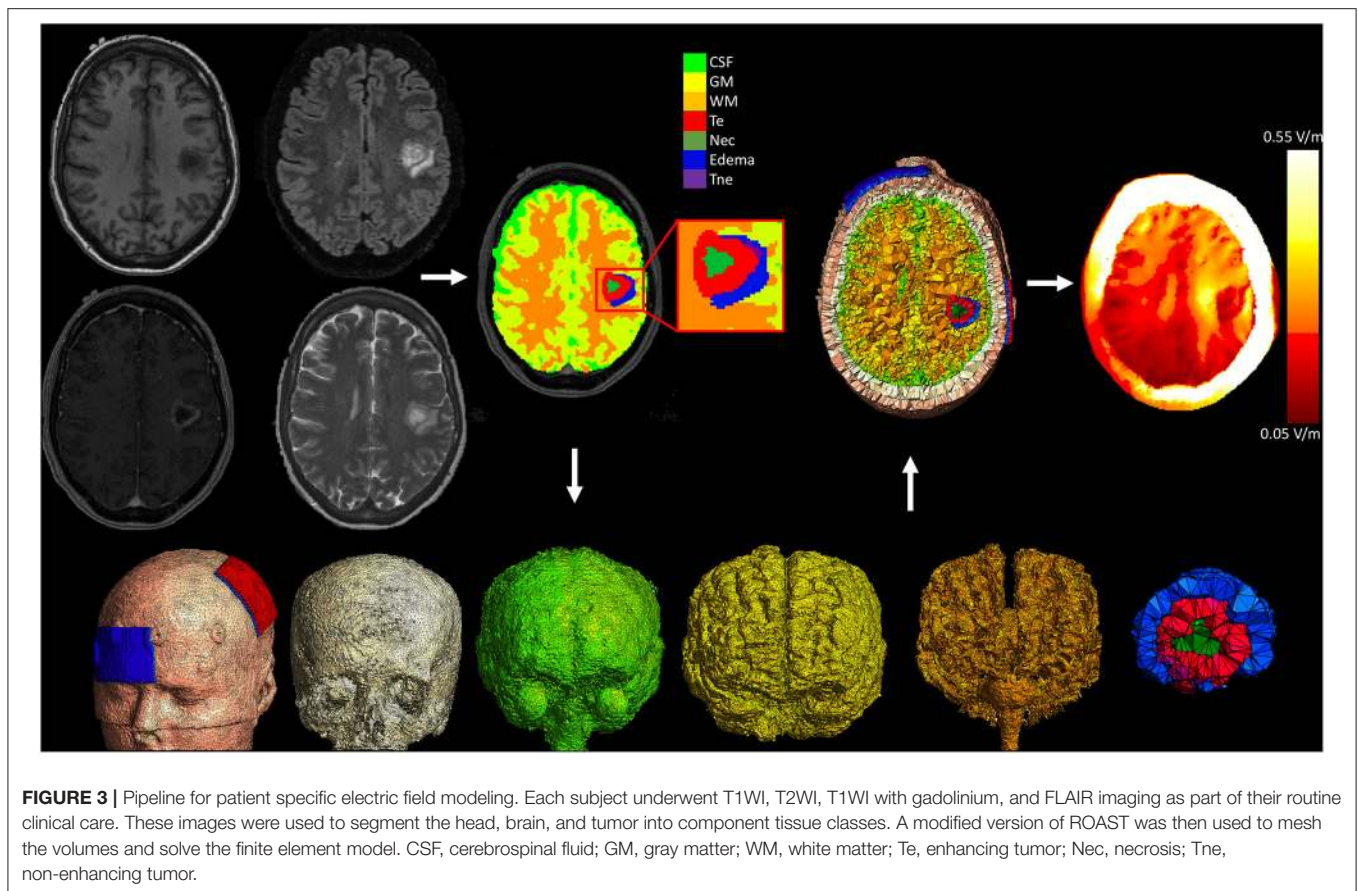 CSF
GM
WM
Te
Nec
Edema
Tne
0.55 V/m
0.05 V/m
FIGURE 3 | Pipeline for patient specific electric field modeling. Each subject underwent T1WI, T2WI, T1WI with gadolinium, and FLAIR imaging as part of their routine
clinical care. These images were used to segment the head, brain, and tumor into component tissue classes. A modified version of ROAST was then used to mesh
the volumes and solve the finite element model. CSF, cerebrospinal fluid; GM, gray matter; WM, white matter; Te, enhancing tumor; Nec, necrosis; Tne,
non-enhancing tumor.